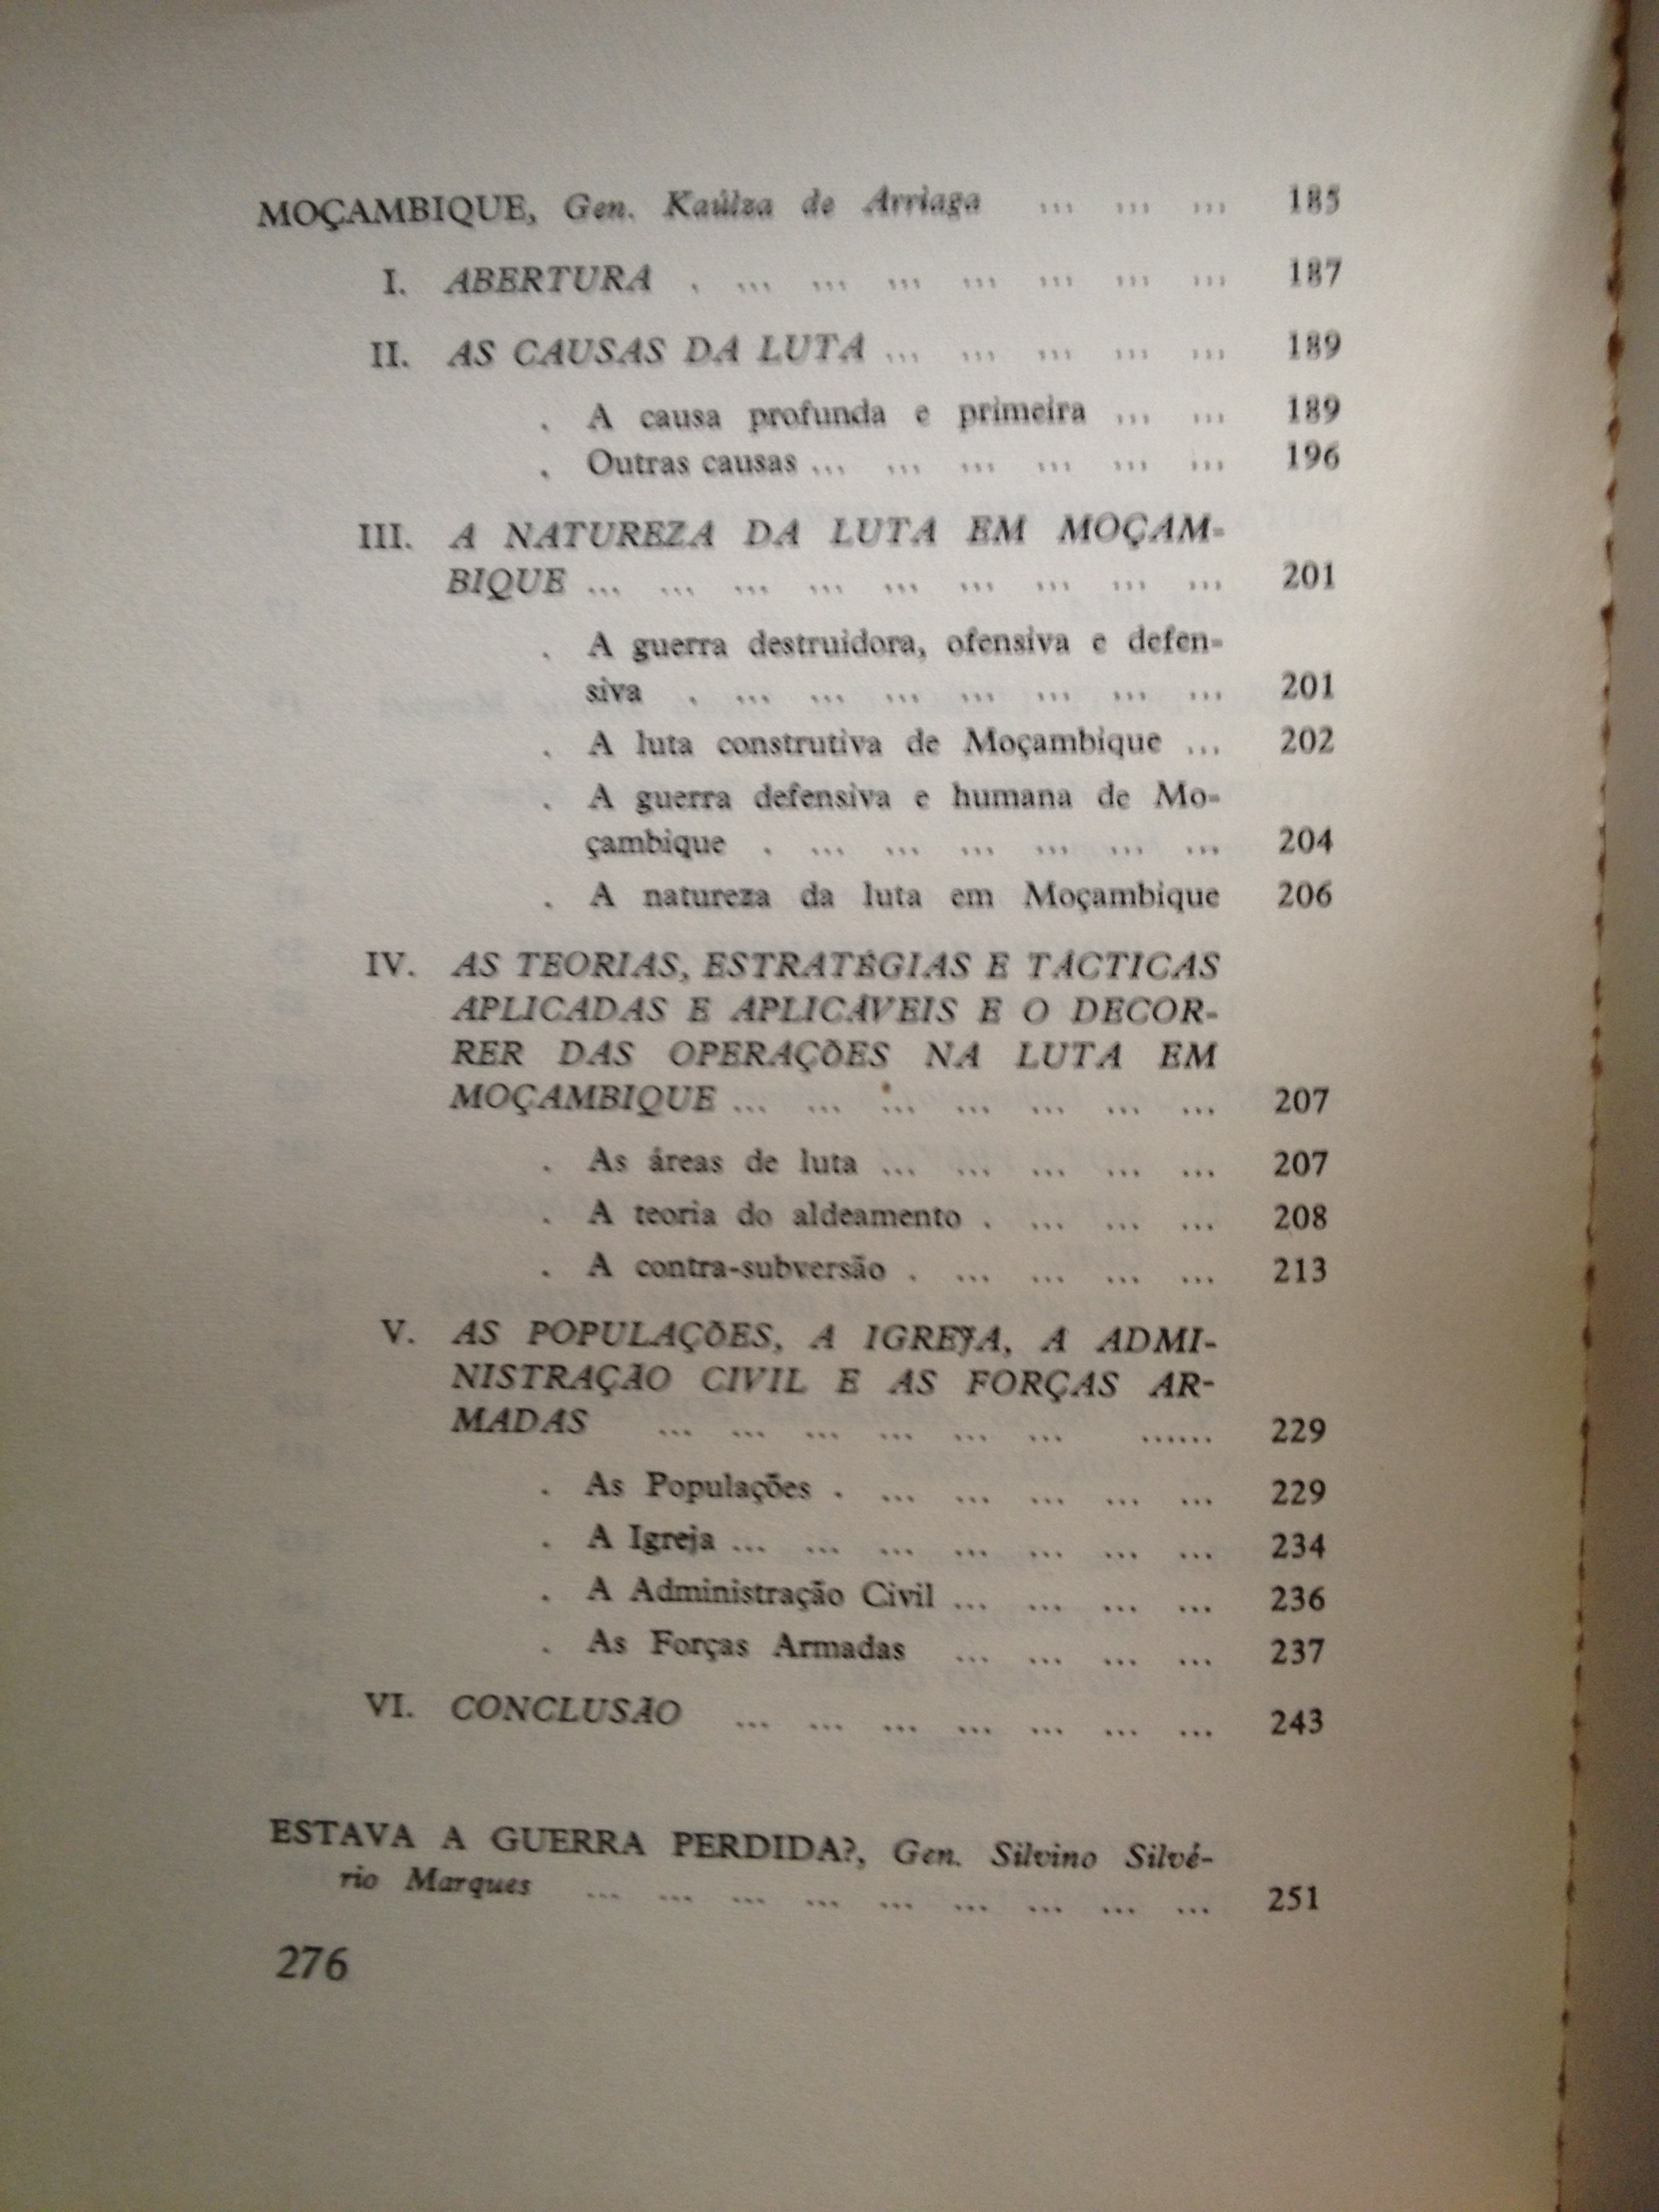 MOÇAMBIQUE, Gen. Kaúlza de Arriaga ... ... ... 185
I. ABERTURA . ... ... ... ... ... ... ... 187
II. AS CAUSAS DA LUTA ... ... ... ... ... 189
. A causa profunda e primeira ... ... 189
. Outras causas ... ... ... ... ... ... 196
III. A NATUREZA DA LUTA EM MOÇAM-
BIQUE ... ... ... ... ... ... ... ... ... 201
. A guerra destruidora, ofensiva e defen-
siva . ... ... ... ... ... ... ... 201
. A luta construtiva de Moçambique ... 202
. A guerra defensiva e humana de Mo-
çambique . ... ... ... ... ... ... 204
. A natureza da luta em Moçambique 206
IV. AS TEORIAS, ESTRATÉGIAS E TÁCTICAS
APLICADAS E APLICÁVEIS E O DECOR-
RER DAS OPERAÇÕES NA LUTA EM
MOÇAMBIQUE ... ... ... ... ... ... ... 207
. As áreas de luta ... ... ... ... ... 207
. A teoria do aldeamento . ... ... ... 208
. A contra-subversão . ... ... ... ... 213
V. AS POPULAÇÕES, A IGREJA, A ADMI-
NISTRAÇÃO CIVIL E AS FORÇAS AR-
MADAS ... ... ... ... ... ... ...... 229
. As Populações . ... ... ... ... ... 229
. A Igreja ... ... ... ... ... ... ... 234
. A Administração Civil ... ... ... ... 236
. As Forças Armadas ... ... ... ... 237
VI. CONCLUSÃO ... ... ... ... ... ... ... 243
ESTAVA A GUERRA PERDIDA?, Gen. Silvino Silvé-
rio Marques ... ... ... ... ... ... ... ... ... 251
276